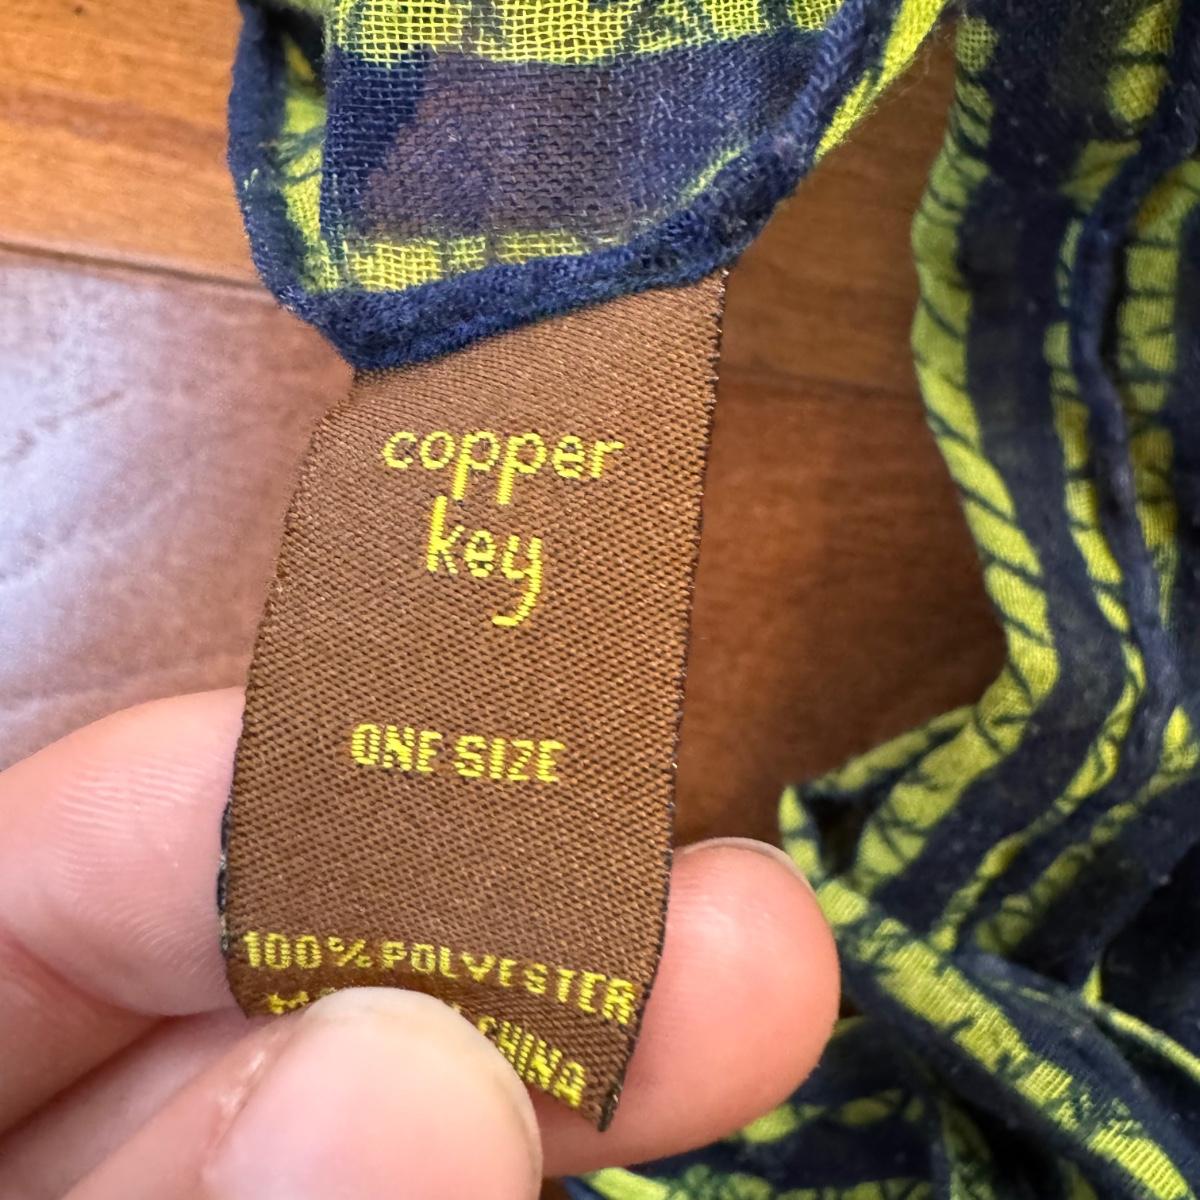 copper
key
ONE SIZE
100% POLYESTER
CHINA